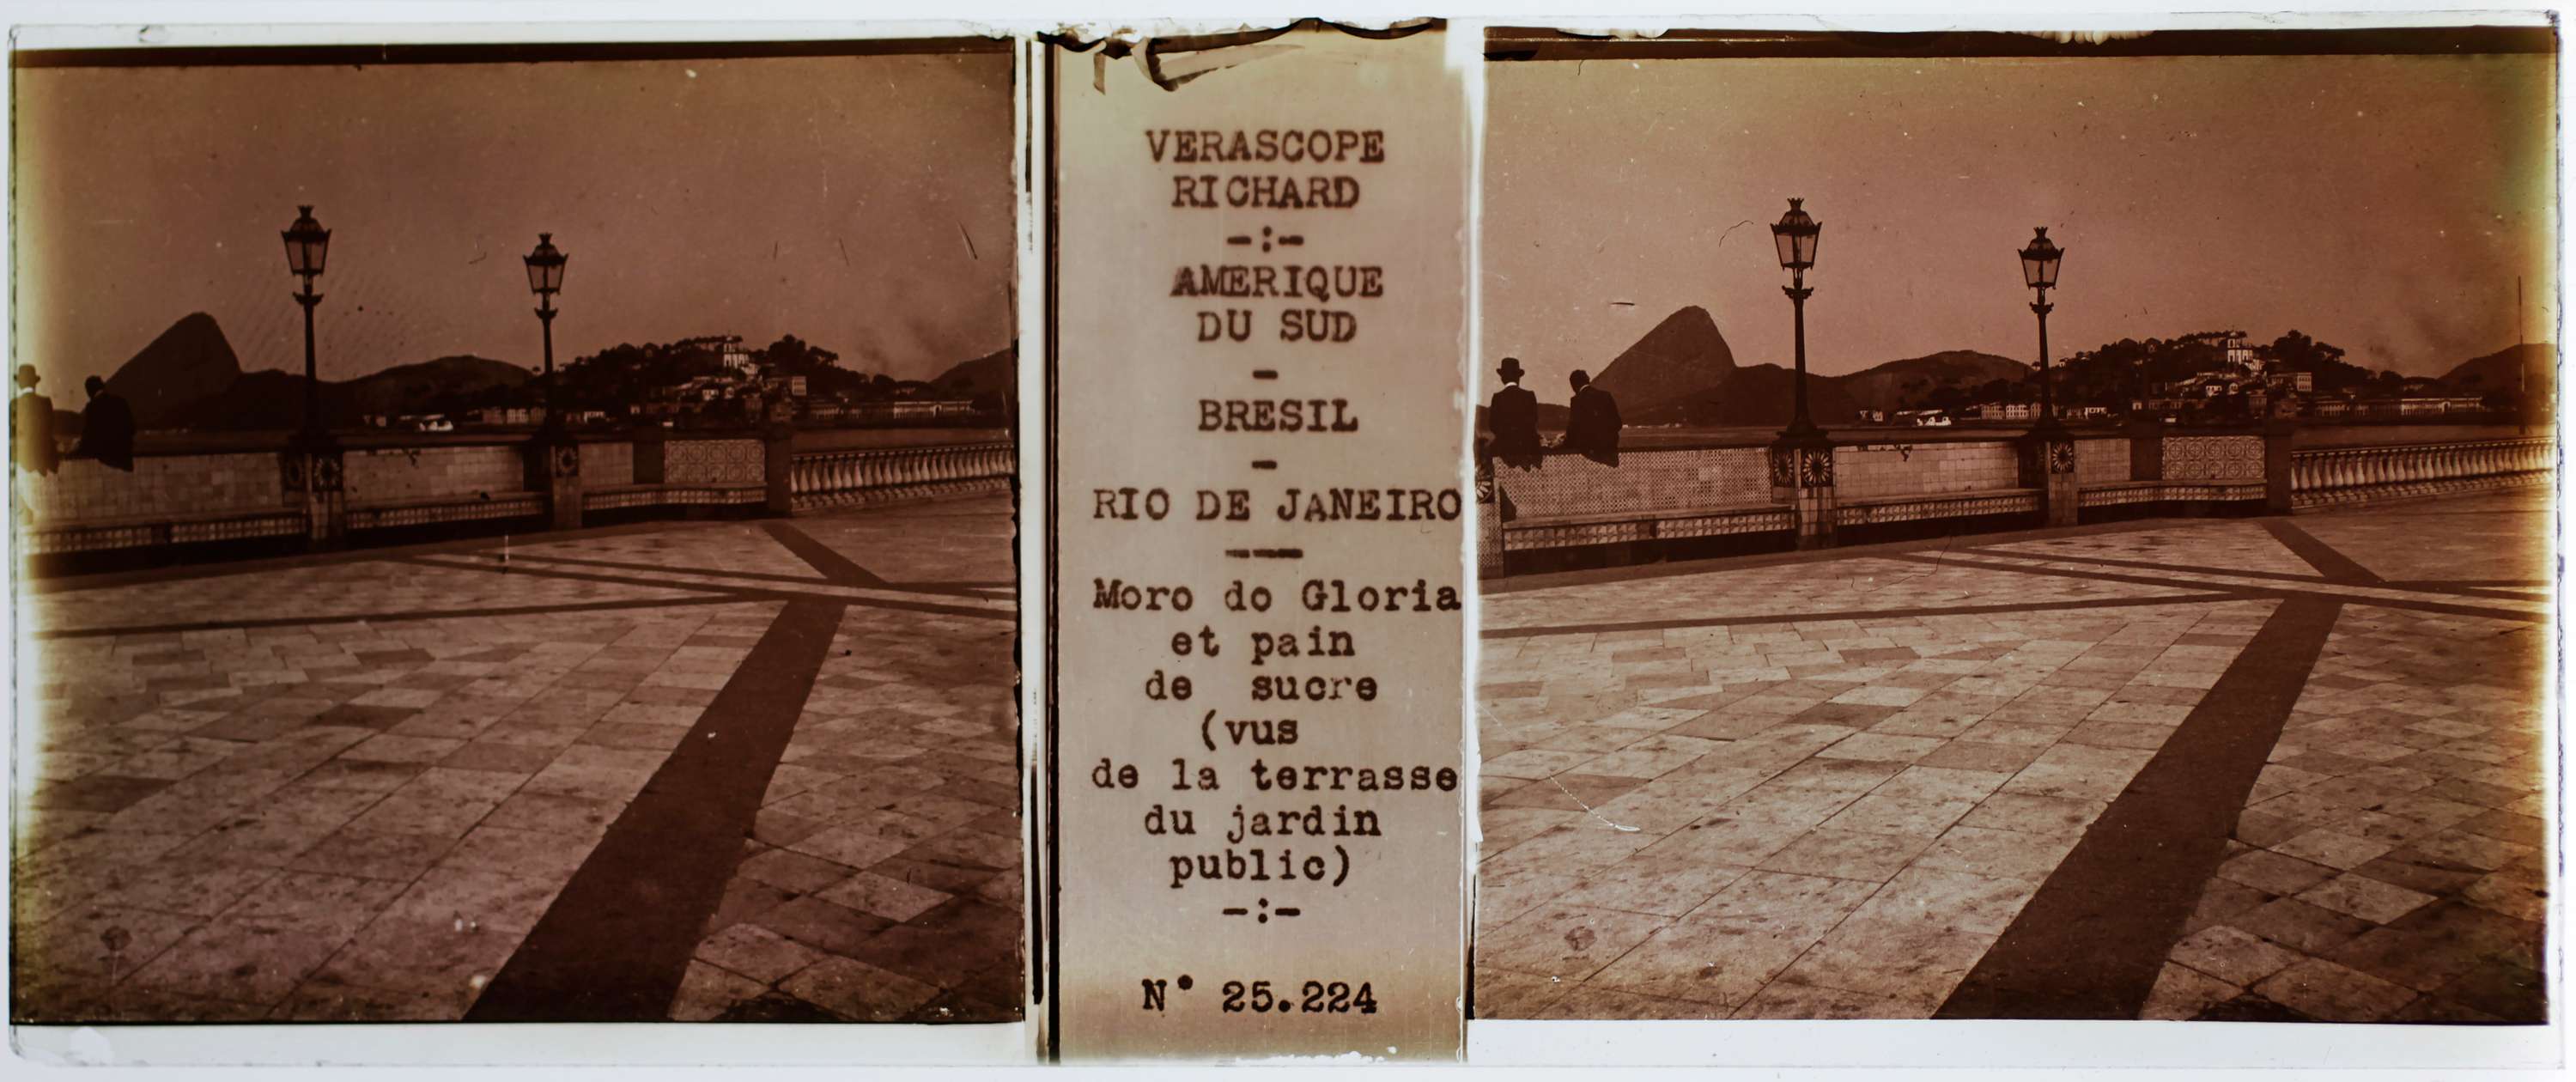 VERASCOPE
RICHARD
-:-
AMERIQUE
DU SUD
-
BRESIL
-
RIO DE JANEIRO
---
Moro do Gloria
et pain
de sucre
(vus
de la terrasse
du jardin
public)
-:-
N° 25.224